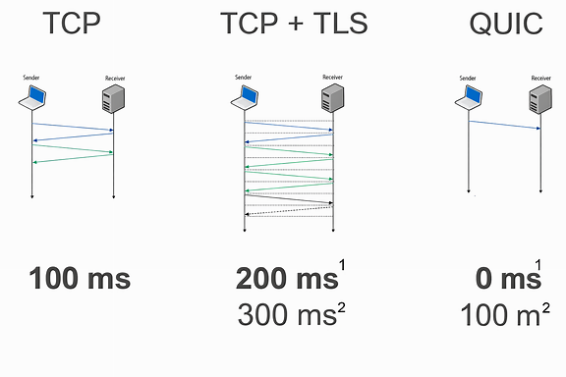 TCP
TCP + TLS
QUIC
Sender
Receiver
Sender
Receiver
Sender
Receiver
100 ms
200 ms¹
300 ms²
0 ms¹
100 m²